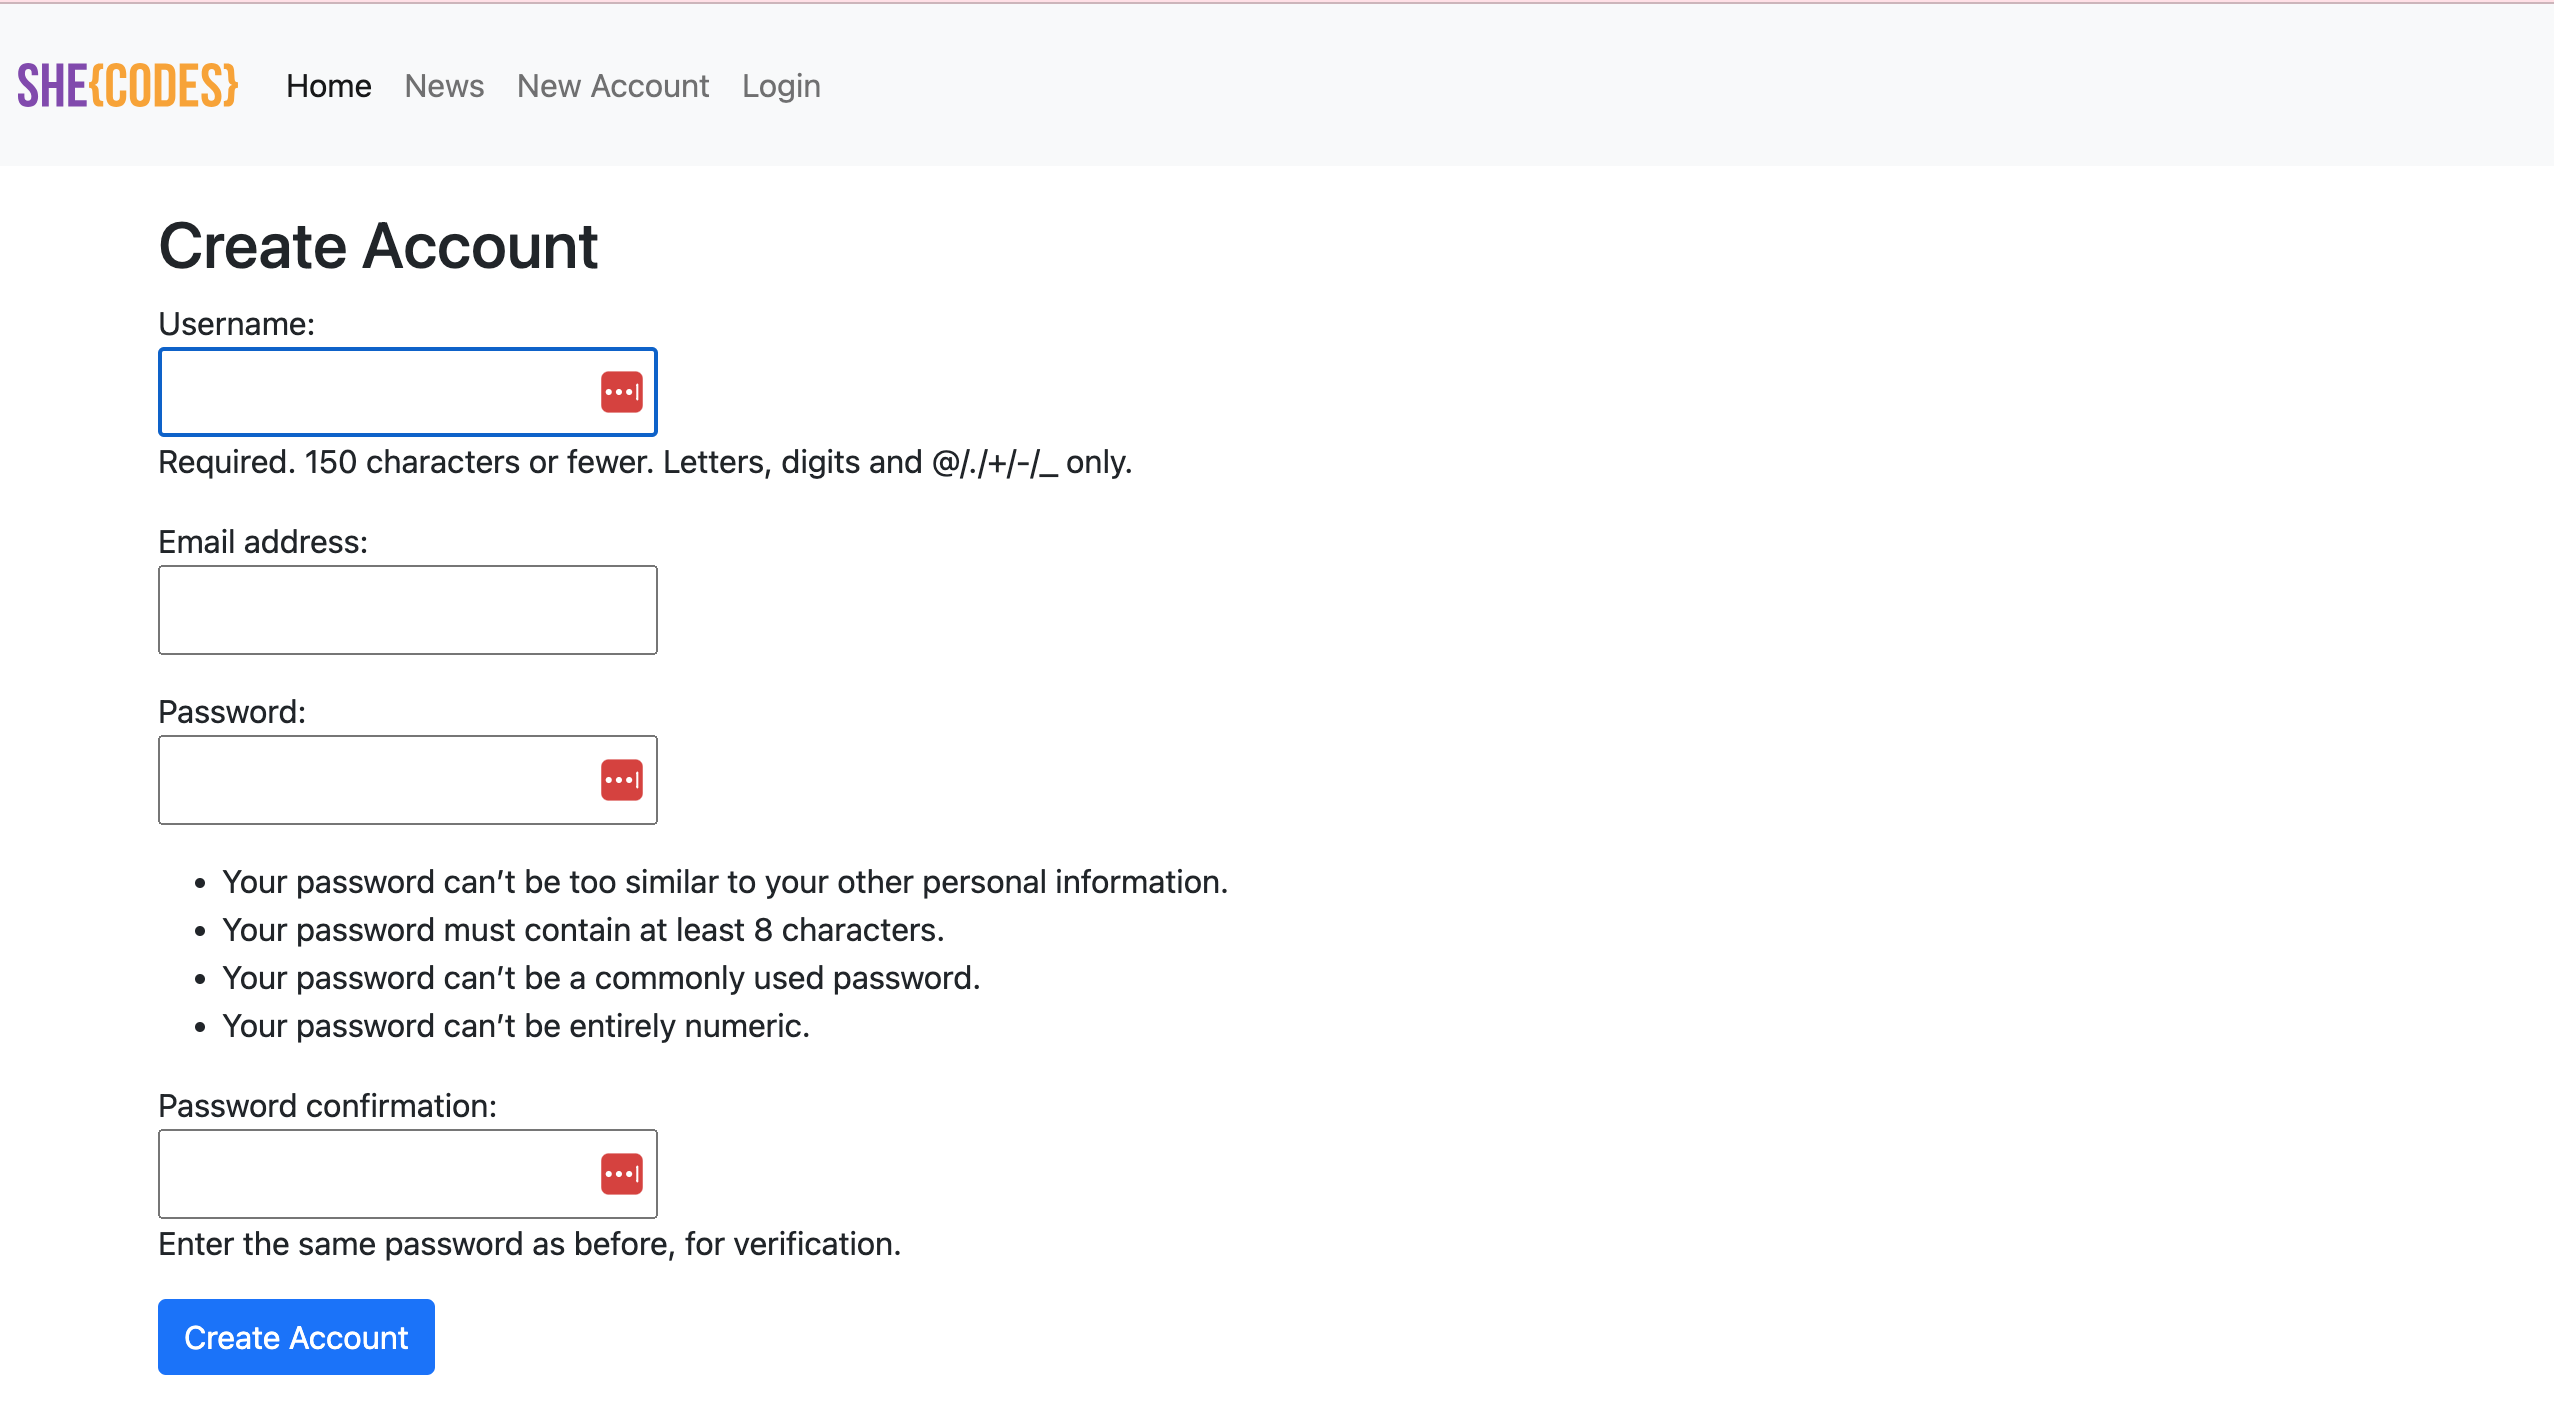 SHE{CODES} Home News New Account Login
Create Account
Username:
Required. 150 characters or fewer. Letters, digits and @/./+/-/_ only.
Email address:
Password:
• Your password can’t be too similar to your other personal information.
• Your password must contain at least 8 characters.
• Your password can’t be a commonly used password.
• Your password can’t be entirely numeric.
Password confirmation:
Enter the same password as before, for verification.
Create Account